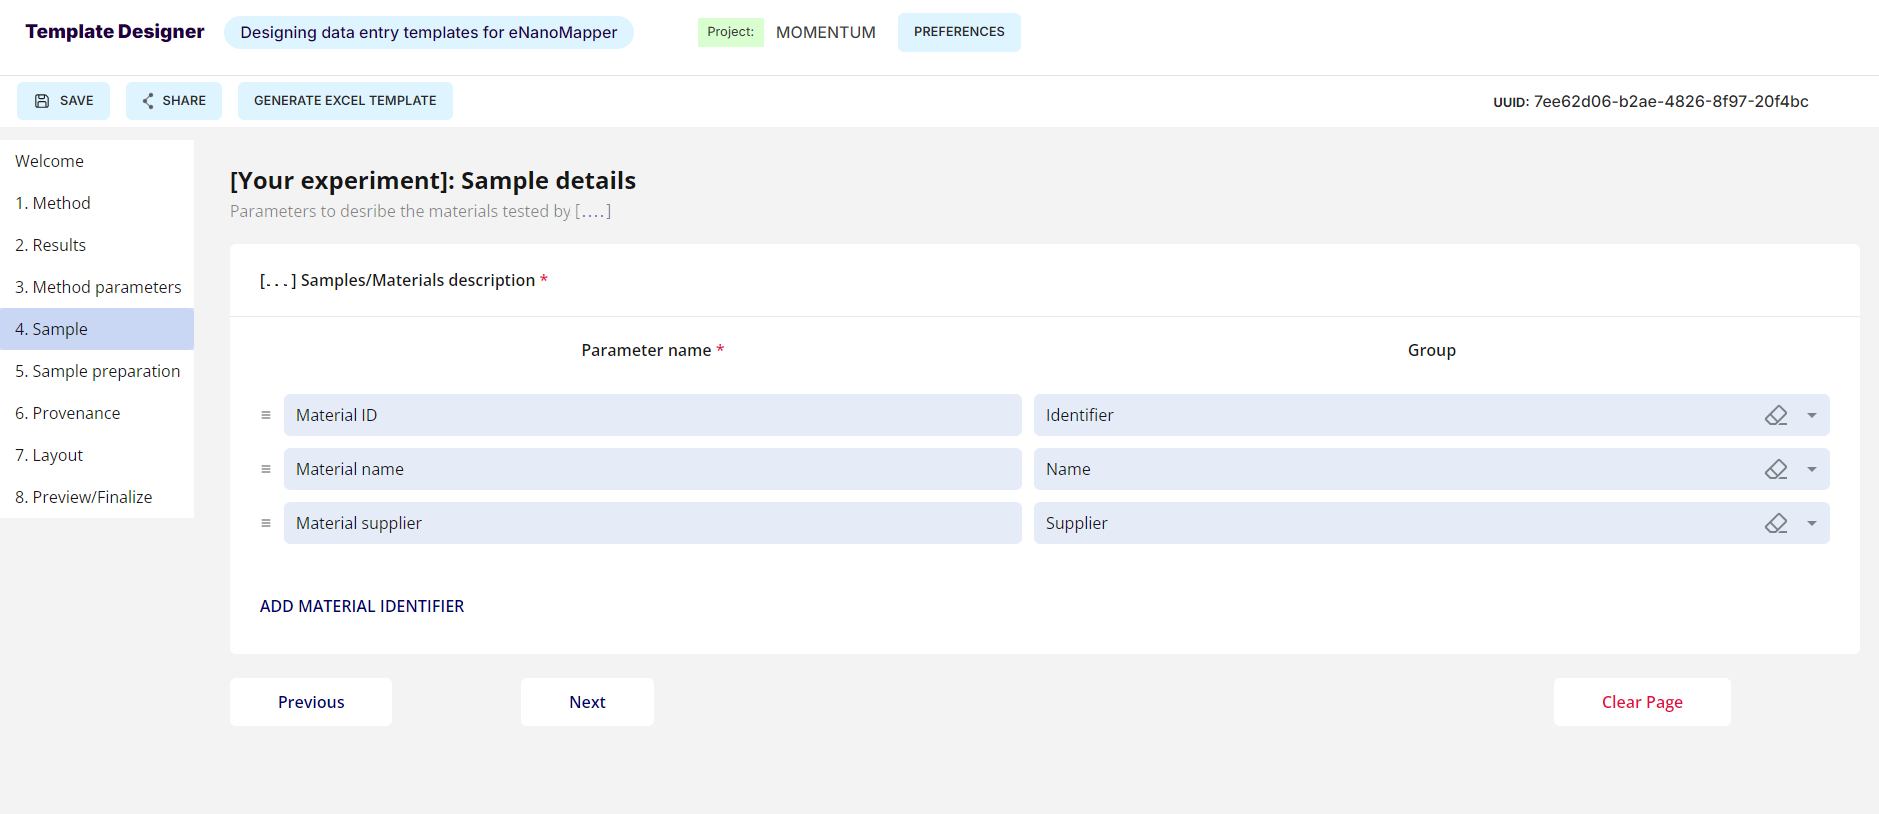 Template Designer
Designing data entry templates for eNanoMapper
Project:
MOMENTUM
PREFERENCES
SAVE
SHARE
GENERATE EXCEL TEMPLATE
UUID: 7ee62d06-b2ae-4826-8f97-20f4bc
Welcome
1. Method
2. Results
3. Method parameters
4. Sample
5. Sample preparation
6. Provenance
7. Layout
8. Preview/Finalize
[Your experiment]: Sample details
Parameters to desribe the materials tested by [....]
[...] Samples/Materials description *
Parameter name *
Group
Material ID
Identifier
Material name
Name
Material supplier
Supplier
ADD MATERIAL IDENTIFIER
Previous
Next
Clear Page